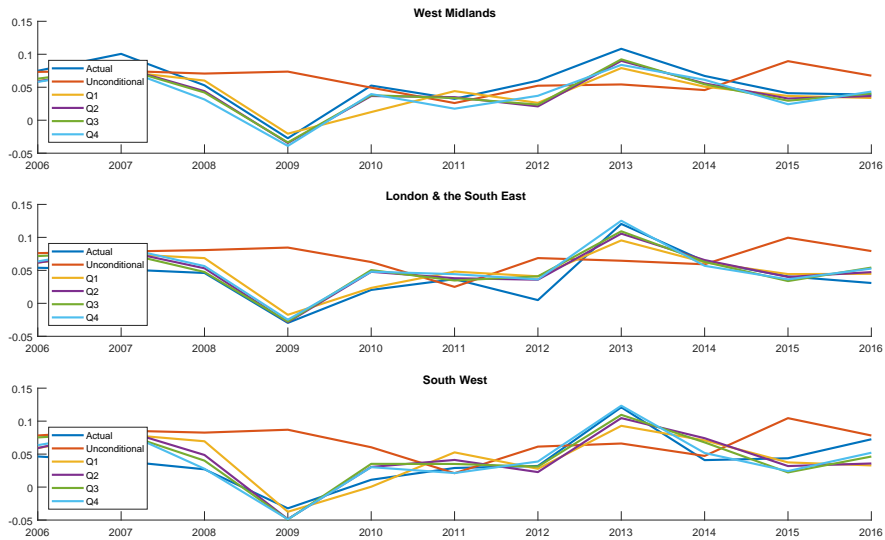 West Midlands
0.15
0.1
0.05
0
-0.05
Actual
Unconditional
Q1
Q2
Q3
Q4
2006 2007 2008 2009 2010 2011 2012 2013 2014 2015 2016
London & the South East
0.15
0.1
0.05
0
-0.05
Actual
Unconditional
Q1
Q2
Q3
Q4
2006 2007 2008 2009 2010 2011 2012 2013 2014 2015 2016
South West
0.15
0.1
0.05
0
-0.05
Actual
Unconditional
Q1
Q2
Q3
Q4
2006 2007 2008 2009 2010 2011 2012 2013 2014 2015 2016